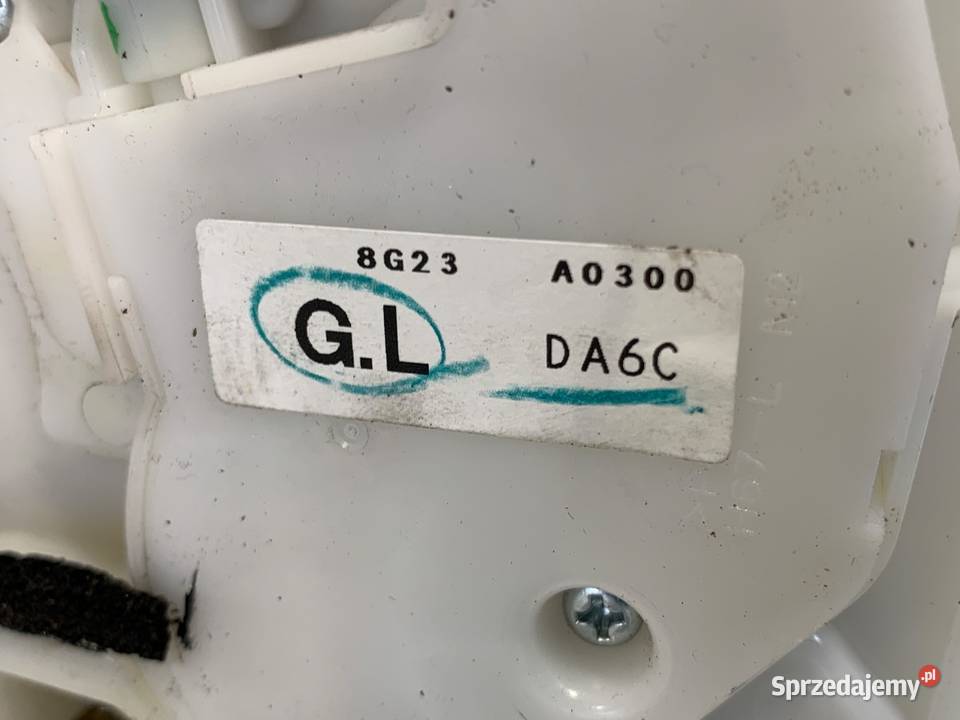 8G23 A0300
G.L DA6C
Sprzedajemy.pl